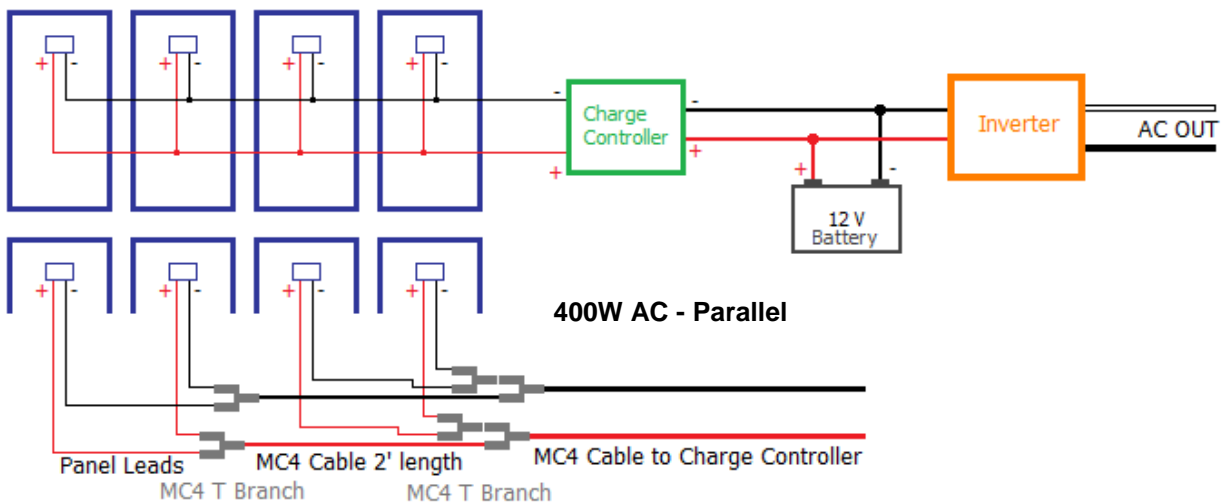 + - + - + - + -
-
+
Charge
Controller
-
+
+ -
12 V
Battery
Inverter
AC OUT
+ - + - + - + -
400W AC - Parallel
Panel Leads
MC4 Cable 2' length
MC4 Cable to Charge Controller
MC4 T Branch
MC4 T Branch